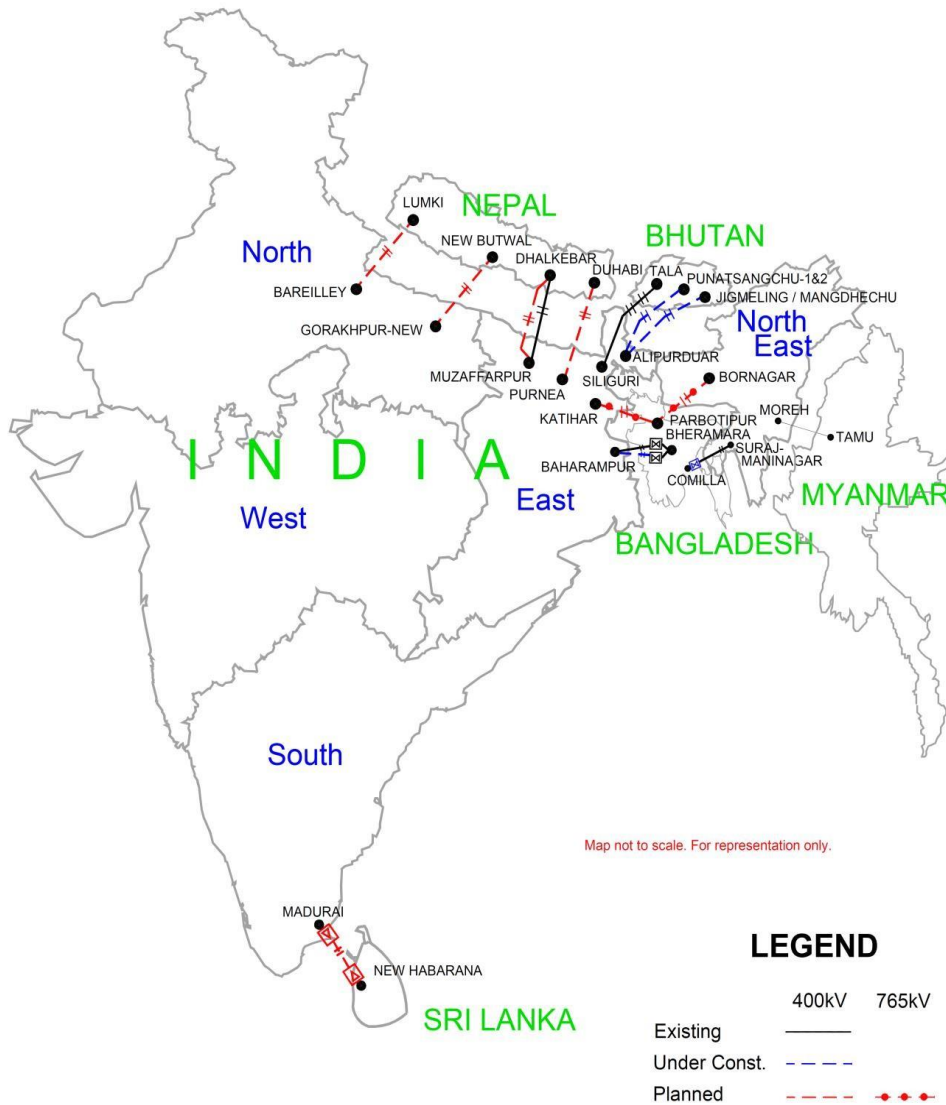 LUMKI
NEPAL
NEW BUTWAL
BHUTAN
North
DHALKEBAR
DUHABI
TALA
PUNATSANGCHU-1&2
BAREILLEY
JIGMELING / MANGDHECHU
GORAKHPUR-NEW
North
East
ALIPURDUAR
MUZAFFARPUR
SILIGURI
BORNAGAR
PURNEA
KATIHAR
MOREH
PARBOTIPUR
TAMU
BHERAMARA
SURAJ-
MANINAGAR
INDIA
BAHARAMPUR
COMILLA
MYANMAR
West
East
BANGLADESH
South
Map not to scale. For representation only.
MADURAI
NEW HABARANA
SRI LANKA
LEGEND
400kV 765kV
Existing
Under Const.
Planned